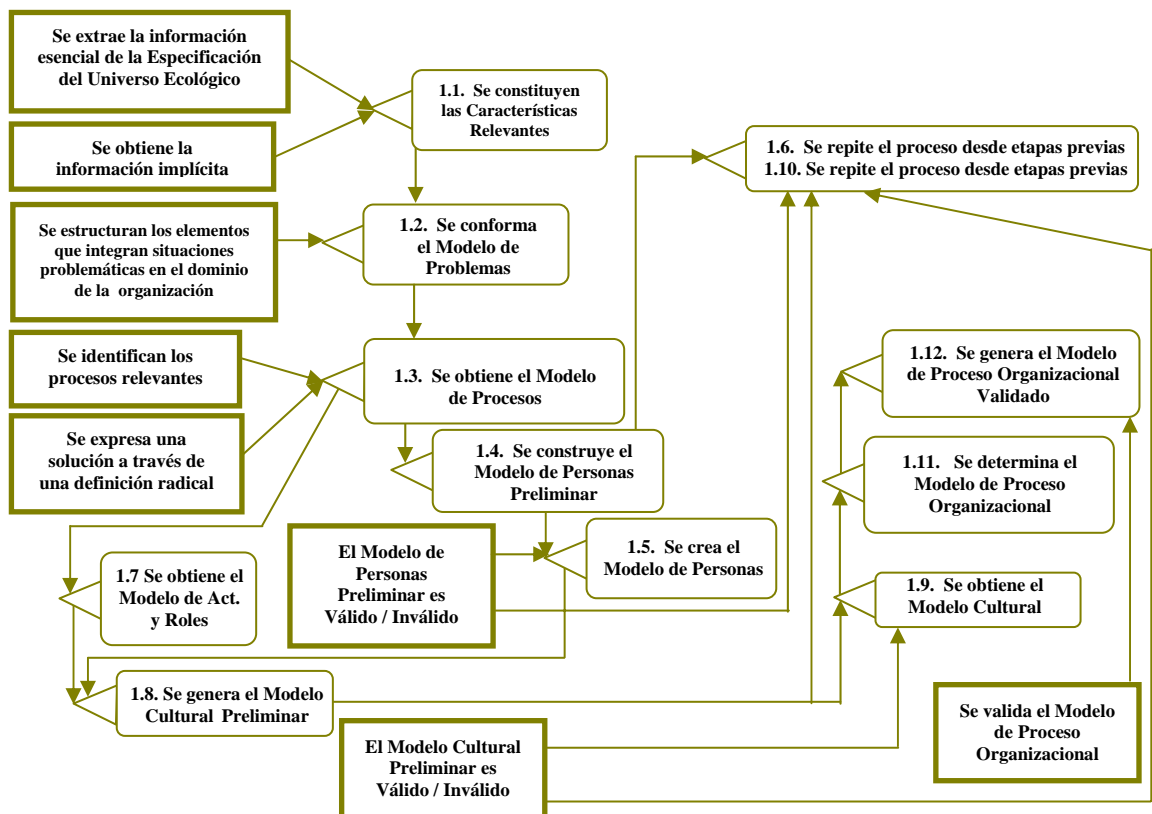 Se extrae la información
esencial de la Especificación
del Universo Ecológico
1.1. Se constituyen
las Características
Relevantes
Se obtiene la
información implícita.
1.6. Se repite el proceso desde etapas previas
1.10. Se repite el proceso desde etapas previas
Se estructuran los elementos
que integran situaciones
problemáticas en el dominio
de la organización
1.2. Se conforma
el Modelo de
Problemas
Se identifican los
procesos relevantes
1.3. Se obtiene el Modelo
de Procesos
1.12. Se genera el Modelo
de Proceso Organizacional
Validado
Se expresa una
solución a través de
una definición radical
1.4. Se construye el
Modelo de Personas
Preliminar
1.11. Se determina el
Modelo de Proceso
Organizacional
El Modelo de
Personas
Preliminar es
Válido / Inválido
1.5. Se crea el
Modelo de Personas
1.7 Se obtiene el
Modelo de Act.
y Roles
1.9. Se obtiene el
Modelo Cultural
1.8. Se genera el Modelo
Cultural Preliminar
El Modelo Cultural
Preliminar es
Válido / Inválido
Se valida el Modelo
de Proceso
Organizacional